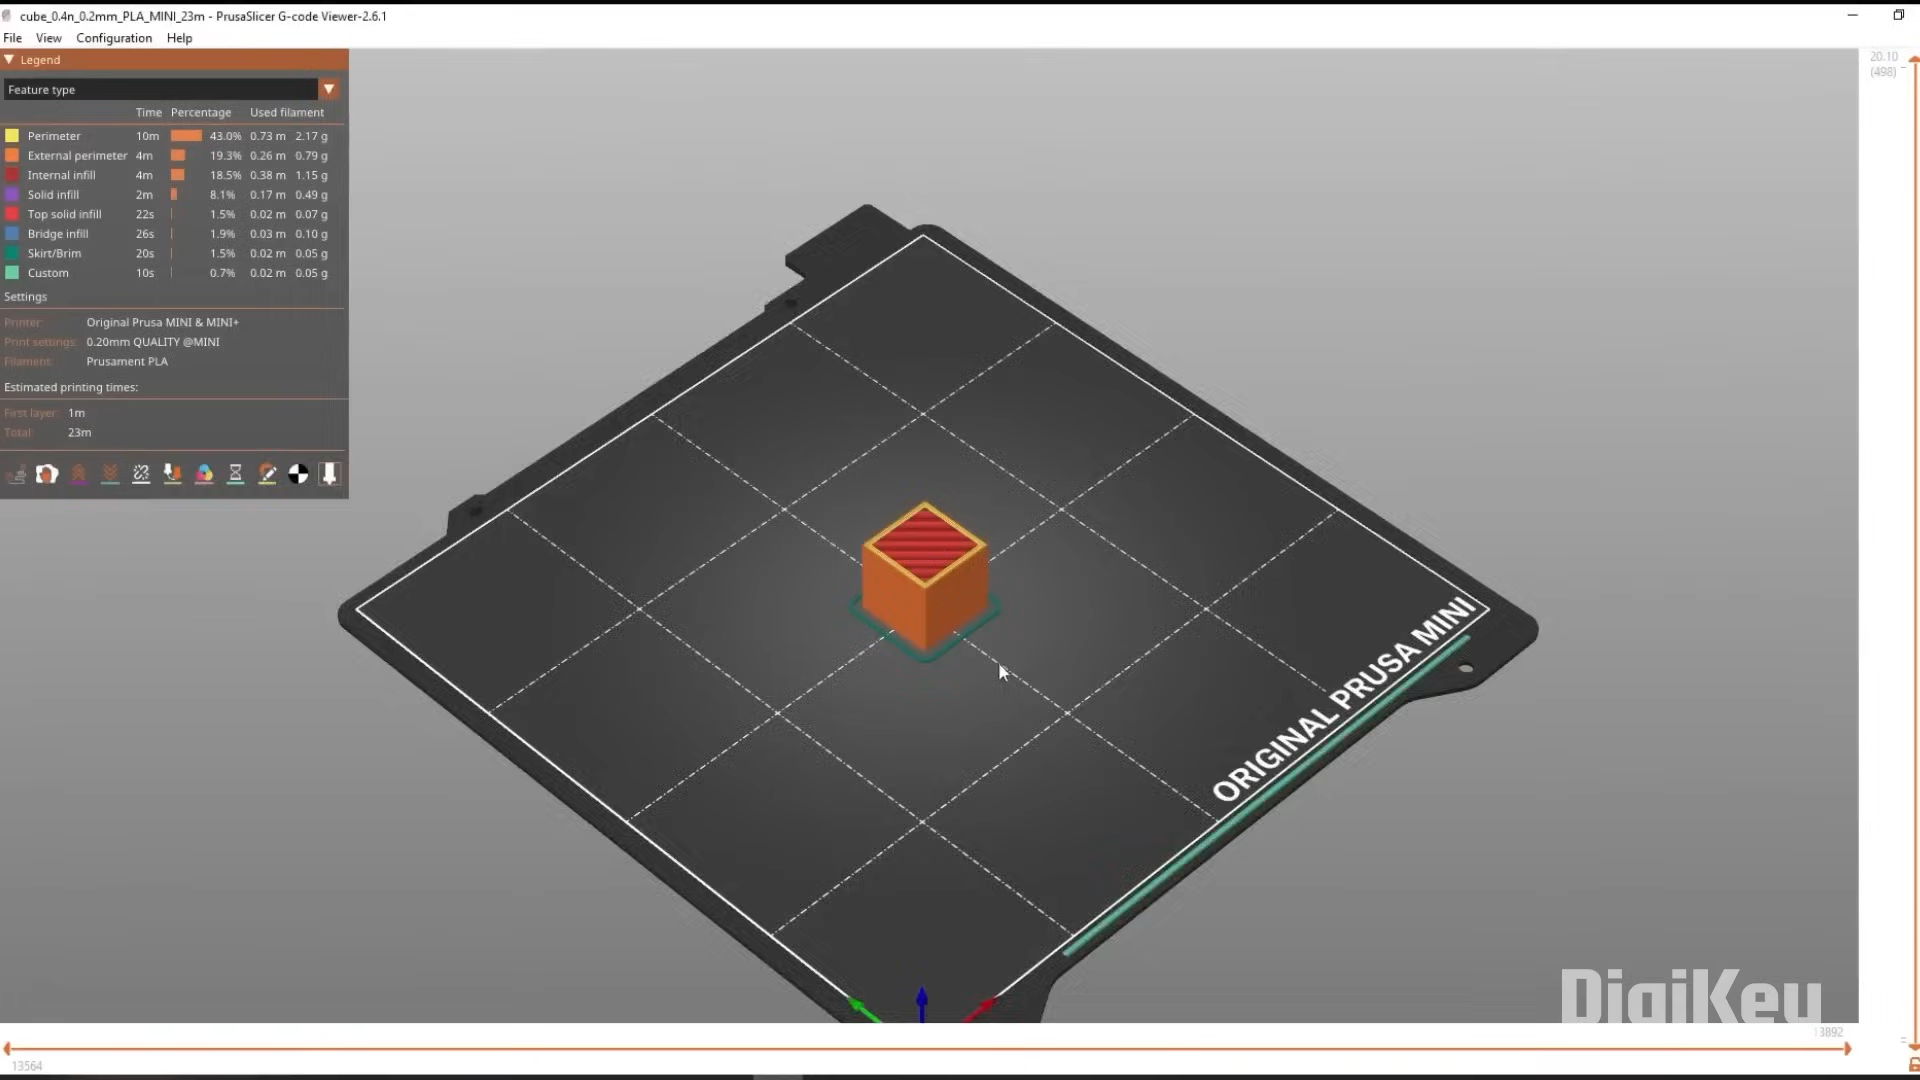 cube_0.4n_0.2mm_PLA_MINI_23m - PrusaSlicer G-code Viewer-2.6.1
File View Configuration Help
Legend
Feature type
Time Percentage Used filament
Perimeter 10m 43.0% 0.73 m 2.17 g
External perimeter 4m 19.3% 0.26 m 0.79 g
Internal infill 4m 18.5% 0.38 m 1.15 g
Solid infill 2m 8.1% 0.17 m 0.49 g
Top solid infill 22s 1.5% 0.02 m 0.07 g
Bridge infill 26s 1.9% 0.03 m 0.10 g
Skirt/Brim 20s 1.5% 0.02 m 0.05 g
Custom 10s 0.7% 0.02 m 0.05 g
Settings
Printer: Original Prusa MINI & MINI+
Print settings: 0.20mm QUALITY @MINI
Filament: Prusament PLA
Estimated printing times:
First layer: 1m
Total: 23m
20.10
(498)
ORIGINAL PRUSA MINI
DigiKey
13892
13564